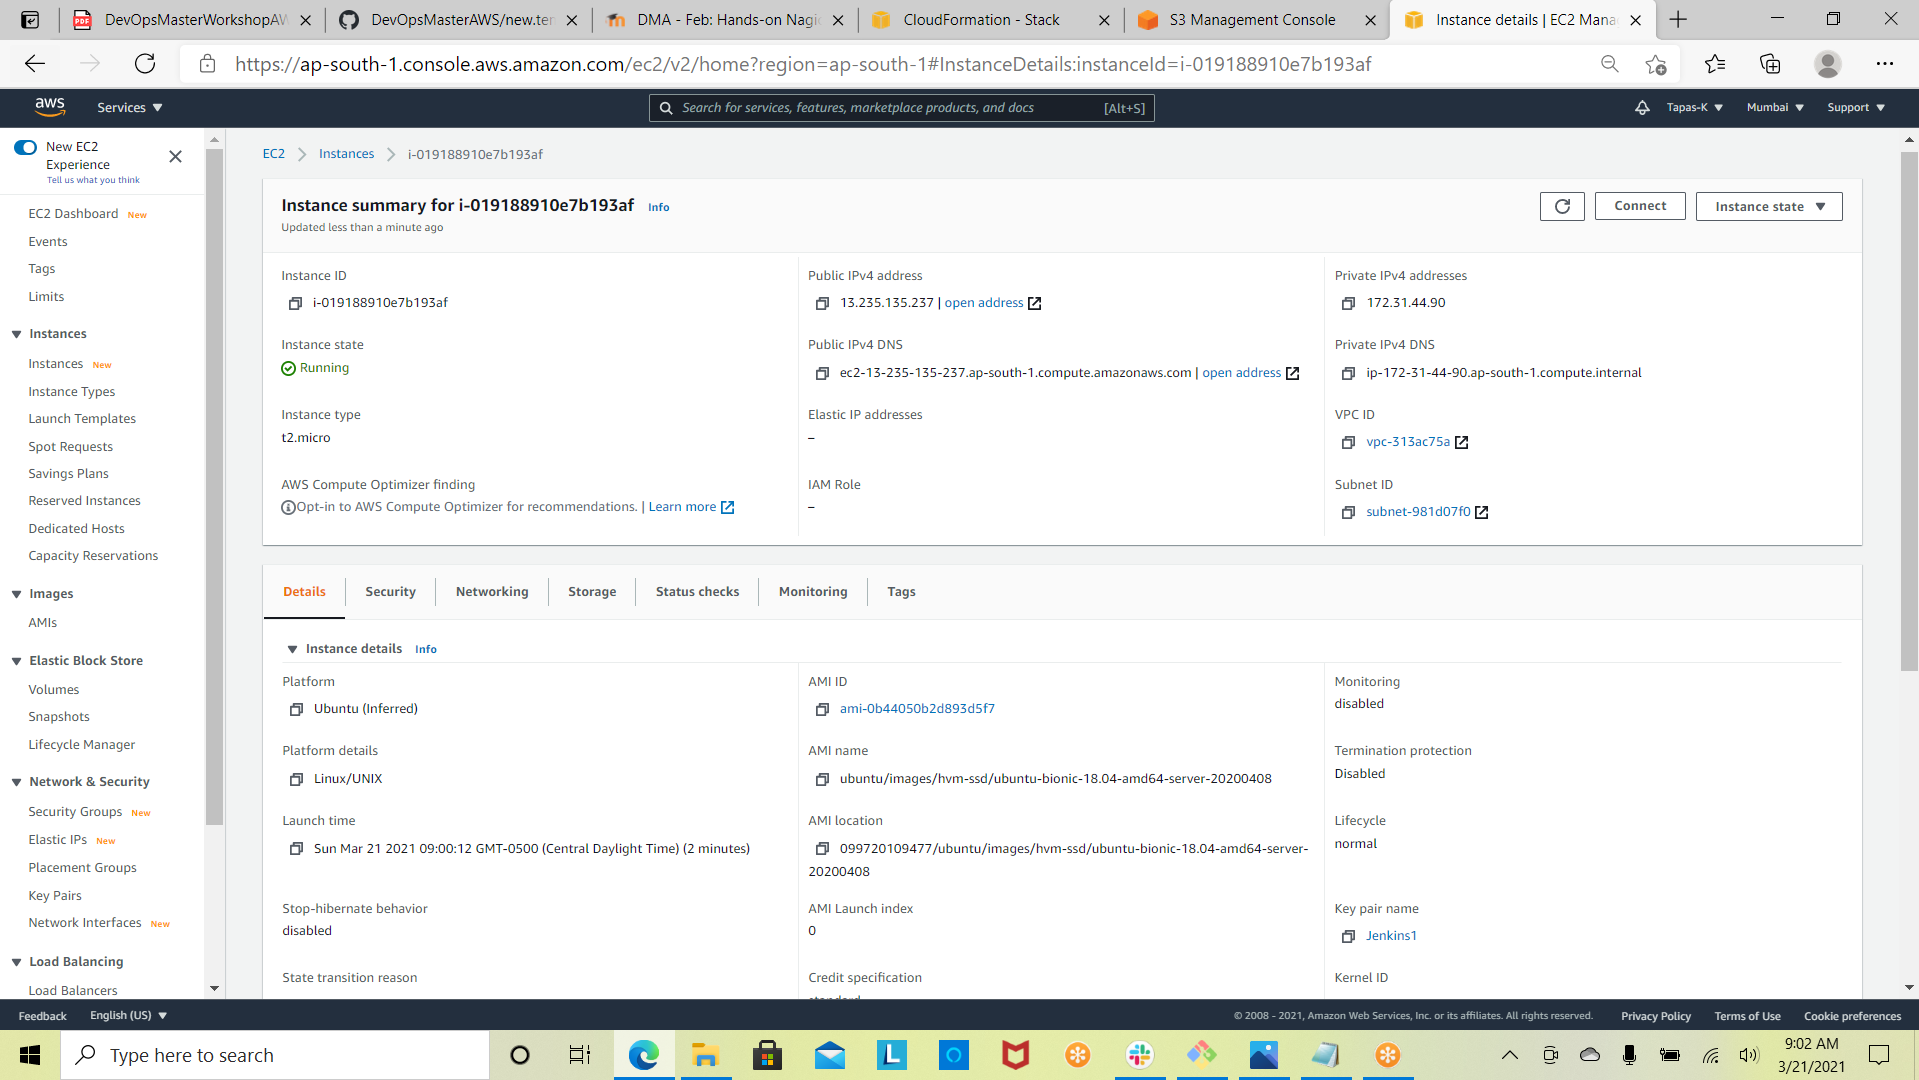 DevOpsMasterWorkshopAW
DevOpsMasterAWS/new.ten
DMA - Feb: Hands-on Nagio
CloudFormation - Stack
S3 Management Console
Instance details | EC2 Mana
https://ap-south-1.console.aws.amazon.com/ec2/v2/home?region=ap-south-1#InstanceDetails:instanceId=i-019188910e7b193af
aws
Services
Search for services, features, marketplace products, and docs
[Alt+S]
Tapas-K
Mumbai
Support
New EC2
Experience
Tell us what you think
EC2 Dashboard New
Events
Tags
Limits
Instances
Instances New
Instance Types
Launch Templates
Spot Requests
Savings Plans
Reserved Instances
Dedicated Hosts
Capacity Reservations
Images
AMIs
Elastic Block Store
Volumes
Snapshots
Lifecycle Manager
Network & Security
Security Groups New
Elastic IPs New
Placement Groups
Key Pairs
Network Interfaces New
Load Balancing
Load Balancers
EC2
Instances
i-019188910e7b193af
Instance summary for i-019188910e7b193af Info
Updated less than a minute ago
Connect
Instance state
Instance ID
i-019188910e7b193af
Public IPv4 address
13.235.135.237 | open address
Private IPv4 addresses
172.31.44.90
Instance state
Running
Public IPv4 DNS
ec2-13-235-135-237.ap-south-1.compute.amazonaws.com | open address
Private IPv4 DNS
ip-172-31-44-90.ap-south-1.compute.internal
Instance type
t2.micro
Elastic IP addresses
–
VPC ID
vpc-313ac75a
AWS Compute Optimizer finding
Opt-in to AWS Compute Optimizer for recommendations. | Learn more
IAM Role
–
Subnet ID
subnet-981d07f0
Details
Security
Networking
Storage
Status checks
Monitoring
Tags
Instance details Info
Platform
Ubuntu (Inferred)
AMI ID
ami-0b44050b2d893d5f7
Monitoring
disabled
Platform details
Linux/UNIX
AMI name
ubuntu/images/hvm-ssd/ubuntu-bionic-18.04-amd64-server-20200408
Termination protection
Disabled
Launch time
Sun Mar 21 2021 09:00:12 GMT-0500 (Central Daylight Time) (2 minutes)
AMI location
099720109477/ubuntu/images/hvm-ssd/ubuntu-bionic-18.04-amd64-server-
20200408
Lifecycle
normal
Stop-hibernate behavior
disabled
AMI Launch index
0
Key pair name
Jenkins1
State transition reason
Credit specification
standard
Kernel ID
Feedback
English (US)
© 2008 - 2021, Amazon Web Services, Inc. or its affiliates. All rights reserved.
Privacy Policy
Terms of Use
Cookie preferences
Type here to search
9:02 AM
3/21/2021